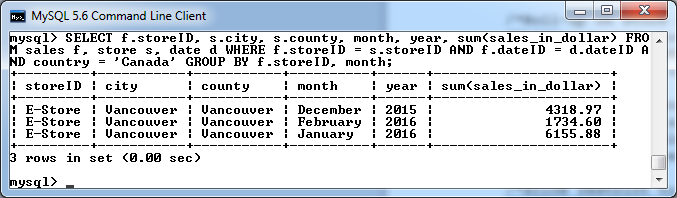 MySQL 5.6 Command Line Client
mysql> SELECT f.storeID, s.city, s.county, month, year, sum(sales_in_dollar) FRO
M sales f, store s, date d WHERE f.storeID = s.storeID AND f.dateID = d.dateID A
ND country = 'Canada' GROUP BY f.storeID, month;
+---------+-----------+-----------+----------+------+----------------------+
| storeID | city      | county    | month    | year | sum(sales_in_dollar) |
+---------+-----------+-----------+----------+------+----------------------+
| E-Store | Vancouver | Vancouver | December | 2015 |              4318.97 |
| E-Store | Vancouver | Vancouver | February | 2016 |              1734.60 |
| E-Store | Vancouver | Vancouver | January  | 2016 |              6155.88 |
+---------+-----------+-----------+----------+------+----------------------+
3 rows in set (0.00 sec)
mysql> _